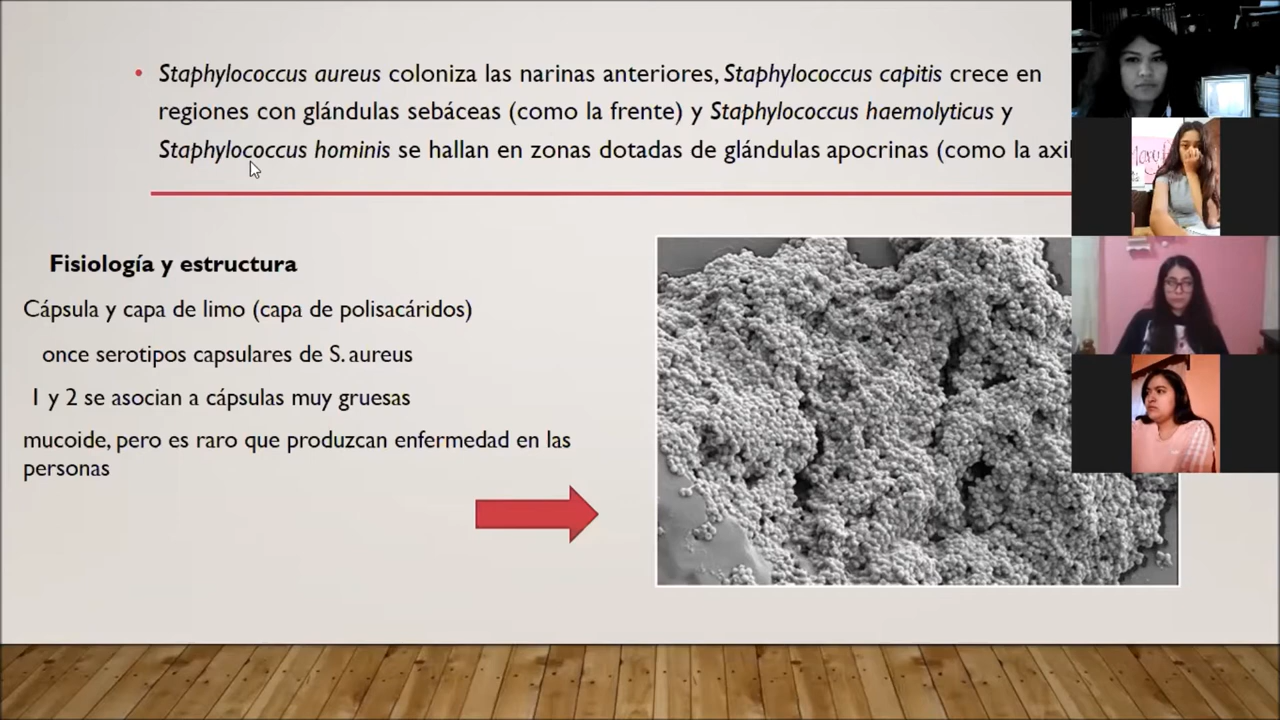 • Staphylococcus aureus coloniza las narinas anteriores, Staphylococcus capitis crece en
regiones con glándulas sebáceas (como la frente) y Staphylococcus haemolyticus y
Staphylococcus hominis se hallan en zonas dotadas de glándulas apocrinas (como la
Fisiología y estructura
Cápsula y capa de limo (capa de polisacáridos)
once serotipos capsulares de S. aureus
1 y 2 se asocian a cápsulas muy gruesas
mucoide, pero es raro que produzcan enfermedad en las
personas